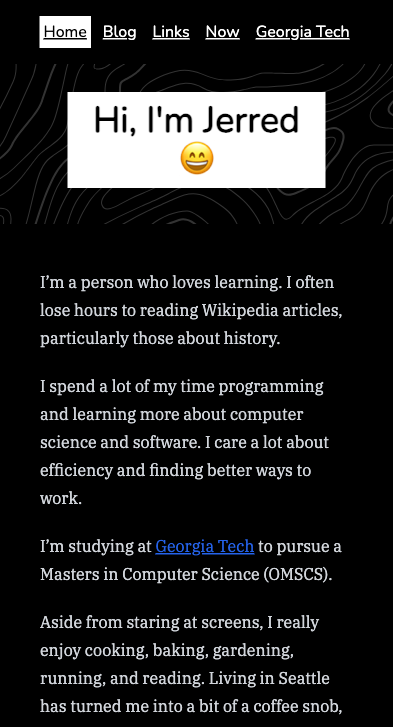 Home Blog Links Now Georgia Tech
Hi, I'm Jerred
😄
I’m a person who loves learning. I often
lose hours to reading Wikipedia articles,
particularly those about history.
I spend a lot of my time programming
and learning more about computer
science and software. I care a lot about
efficiency and finding better ways to
work.
I’m studying at Georgia Tech to pursue a
Masters in Computer Science (OMSCS).
Aside from staring at screens, I really
enjoy cooking, baking, gardening,
running, and reading. Living in Seattle
has turned me into a bit of a coffee snob,